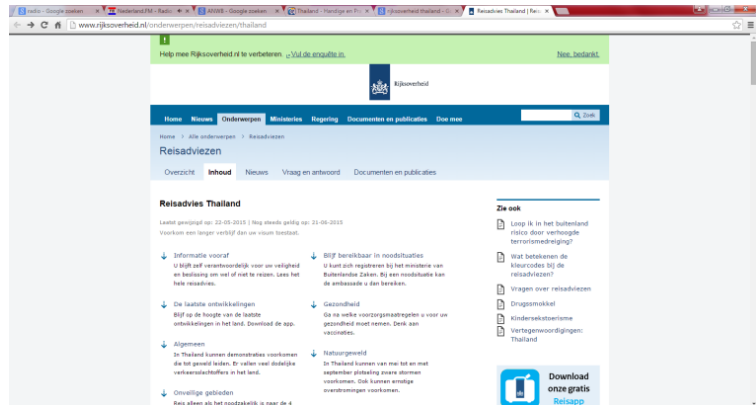 radio - Google zoeken
Nederland.FM - Radio
ANWB - Google zoeken
Thailand - Handige en Pr
rijksoverheid thailand - G
Reisadvies Thailand | Reis
www.rijksoverheid.nl/onderwerpen/reisadviezen/thailand
Help mee Rijksoverheid.nl te verbeteren Vul de enquête in.
Nee, bedankt.
Rijksoverheid
Home Nieuws Onderwerpen Ministeries Regering Documenten en publicaties Doe mee
Zoek
Home > Alle onderwerpen > Reisadviezen
Reisadviezen
Overzicht Inhoud Nieuws Vraag en antwoord Documenten en publicaties
Reisadvies Thailand
Laatst gewijzigd op: 22-05-2015 | Nog steeds geldig op: 21-06-2015
Voorkom een langer verblijf dan uw visum toestaat.
Informatie vooraf
U blijft zelf verantwoordelijk voor uw veiligheid
en beslissing om wel of niet te reizen. Lees het
hele reisadvies.
De laatste ontwikkelingen
Blijf op de hoogte van de laatste
ontwikkelingen in het land. Download de app.
Algemeen
In Thailand kunnen demonstraties voorkomen
die tot geweld leiden. Er vallen veel dodelijke
verkeersslachtoffers in het land.
Onveilige gebieden
Reis alleen als het noodzakelijk is naar de 4
Blijf bereikbaar in noodsituaties
U kunt zich registreren bij het ministerie van
Buitenlandse Zaken. Bij een noodsituatie kan
de ambassade u dan bereiken.
Gezondheid
Ga na welke voorzorgsmaatregelen u voor uw
gezondheid moet nemen. Denk aan
vaccinaties.
Natuurgeweld
In Thailand kunnen van mei tot en met
september plotseling zware stormen
voorkomen. Ook kunnen ernstige
overstromingen voorkomen.
Zie ook
Loop ik in het buitenland
risico door verhoogde
terrorismedreiging?
Wat betekenen de
kleurcodes bij de
reisadviezen?
Vragen over reisadviezen
Drugssmokkel
Kindersekstoerisme
Vertegenwoordigingen:
Thailand
Download
onze gratis
Reisapp